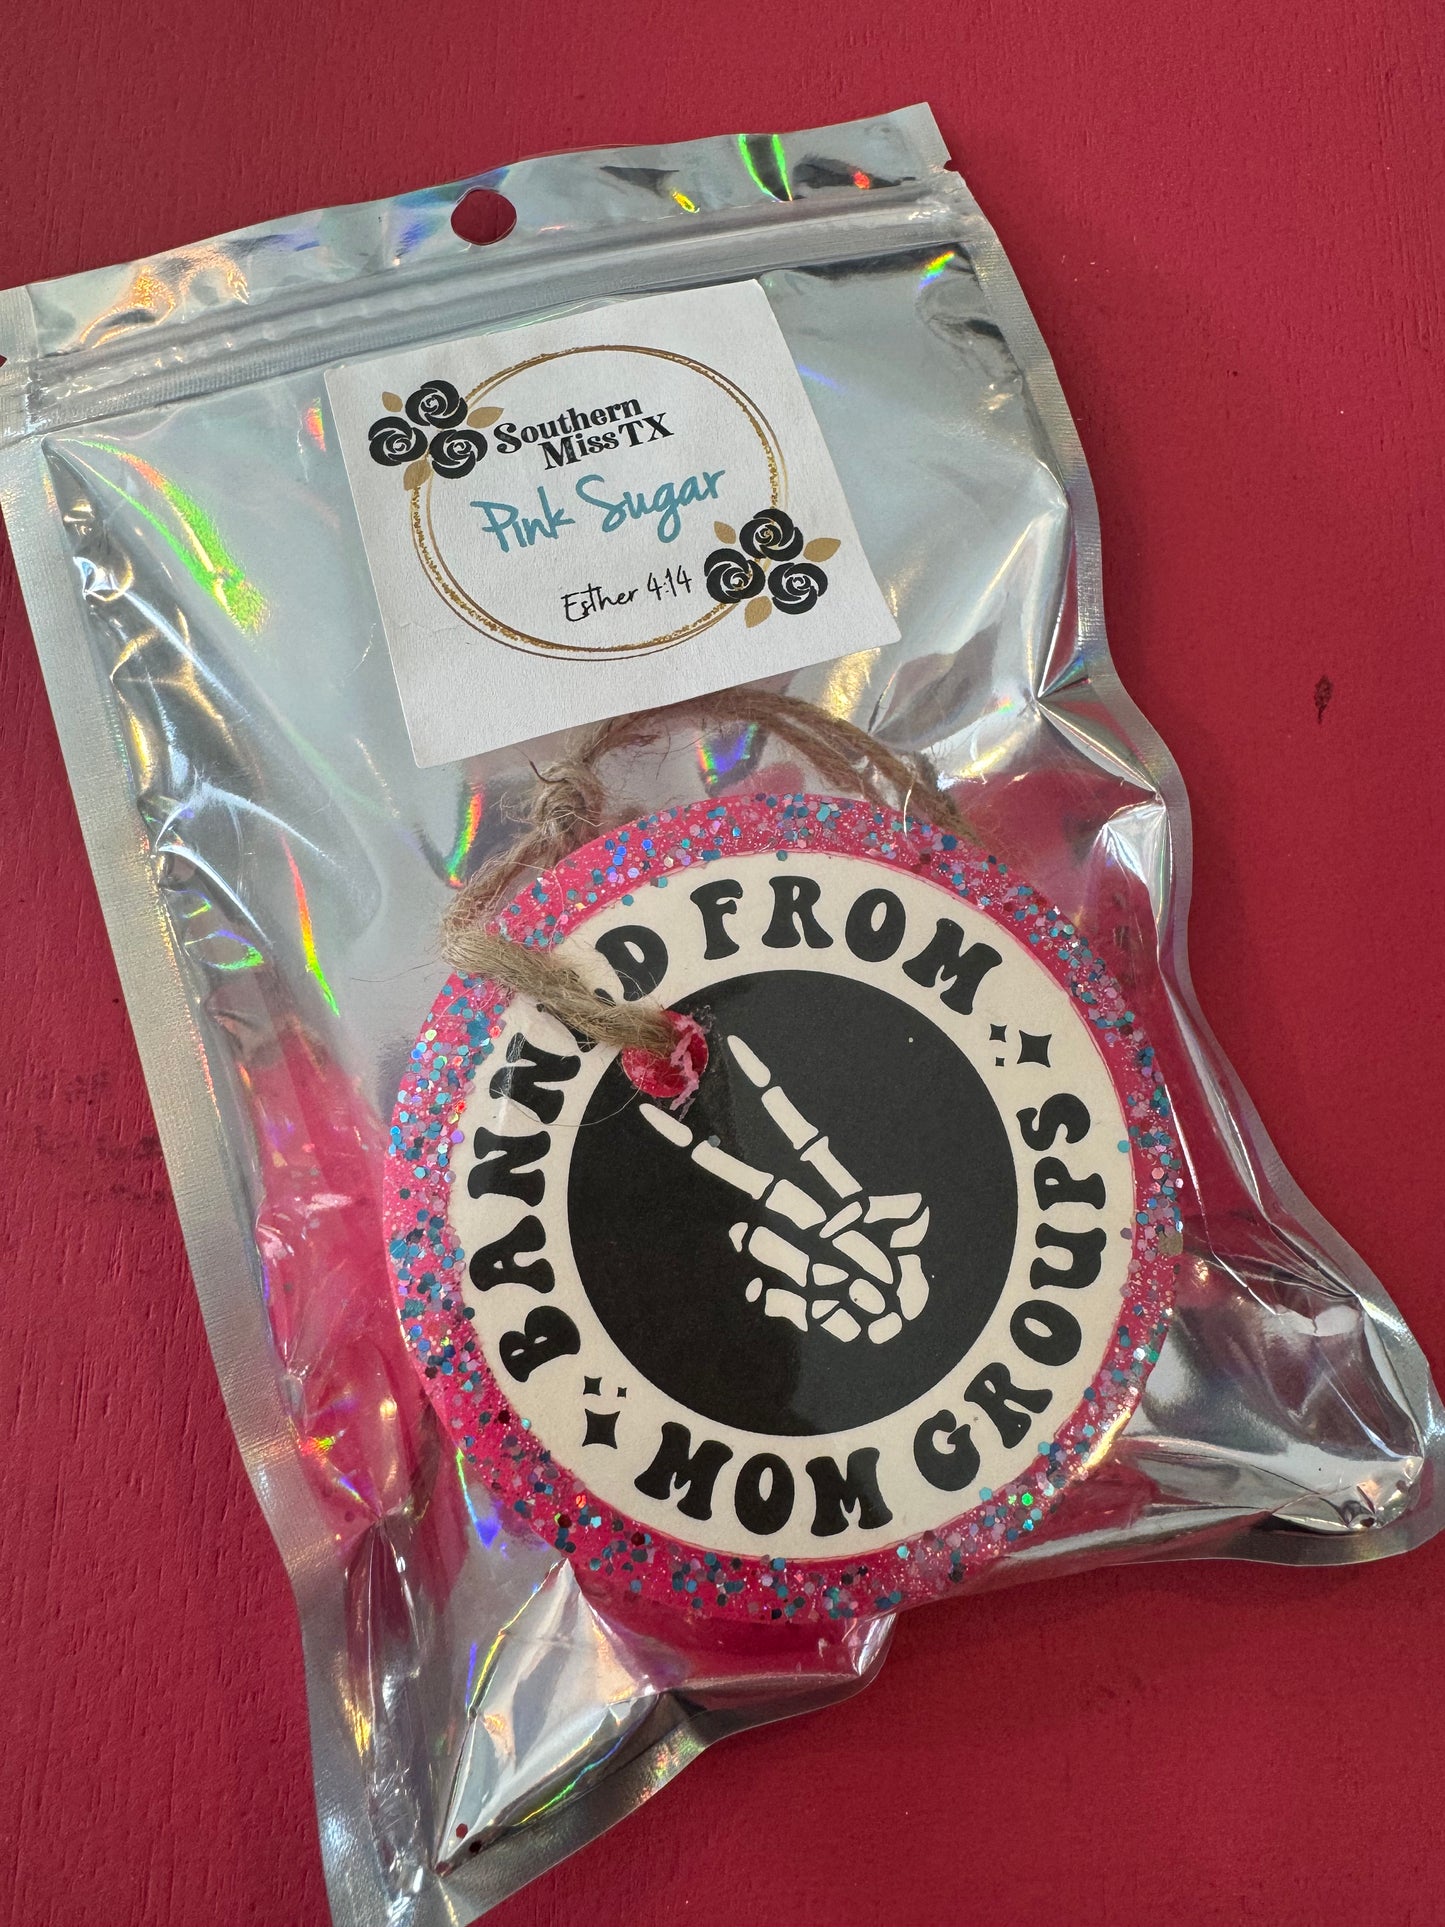 Southern
Miss TX
Pink Sugar
Esther 4:14
BANNED FROM
MOM GROUPS